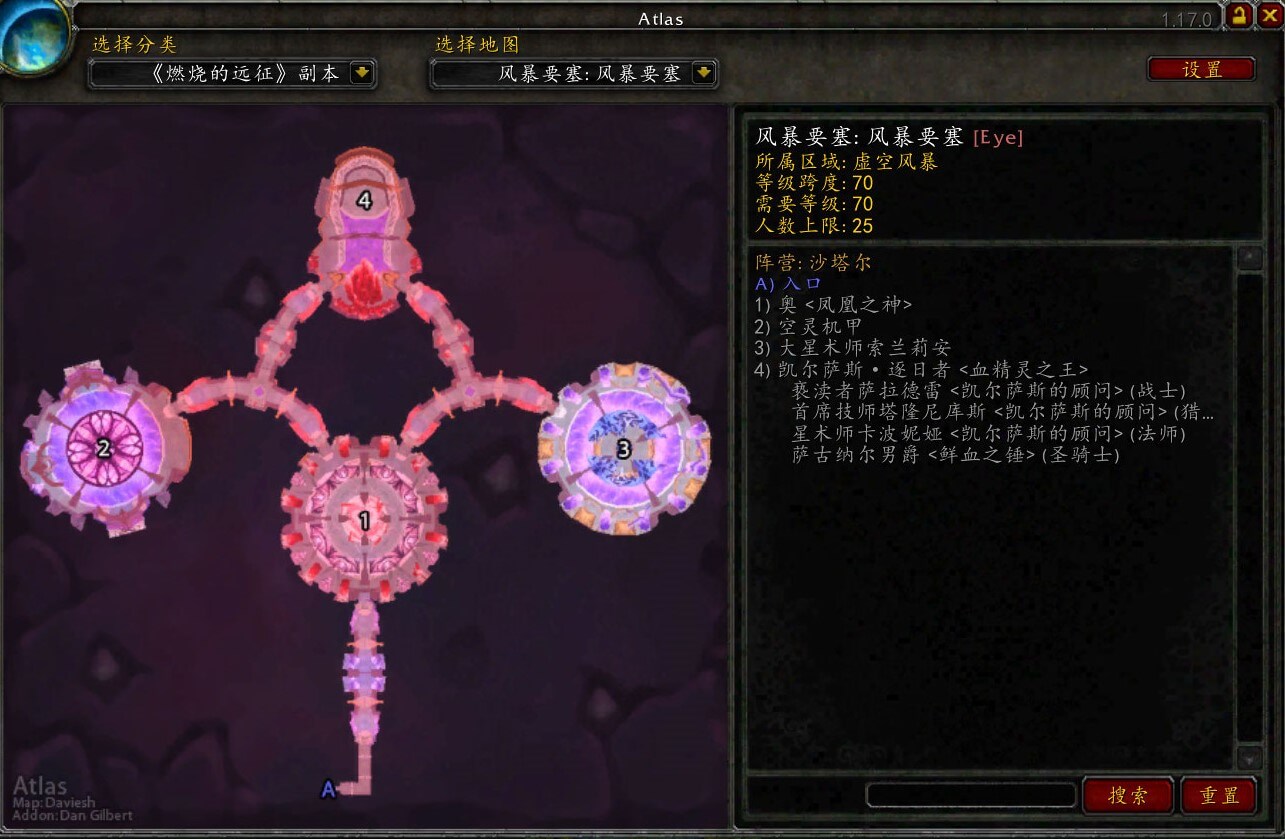 Atlas
1.17.0
选择分类
选择地图
《燃烧的远征》副本
风暴要塞: 风暴要塞
设置
4
2
3
1
A
Atlas
Map:Daviesh
Addon:Dan Gilbert
风暴要塞: 风暴要塞 [Eye]
所属区域: 虚空风暴
等级跨度: 70
需要等级: 70
人数上限: 25
阵营: 沙塔尔
A) 入口
1) 奥 <凤凰之神>
2) 空灵机甲
3) 大星术师索兰莉安
4) 凯尔萨斯·逐日者 <血精灵之王>
亵渎者萨拉德雷 <凯尔萨斯的顾问> (战士)
首席技师塔隆尼库斯 <凯尔萨斯的顾问> (猎...
星术师卡波妮娅 <凯尔萨斯的顾问> (法师)
萨古纳尔男爵 <鲜血之锤> (圣骑士)
搜索
重置